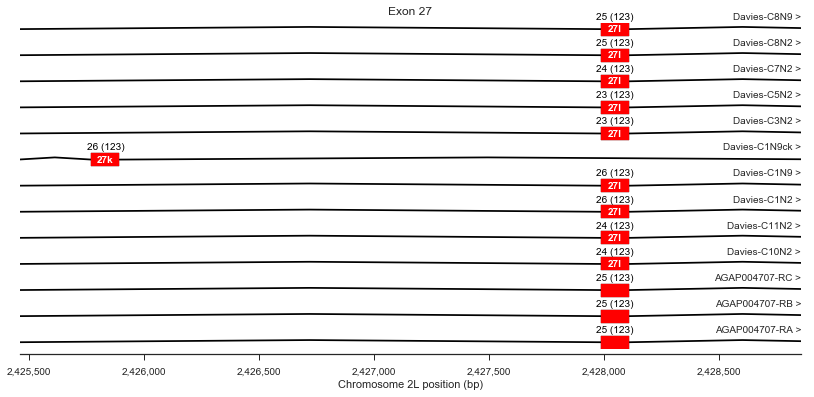 Exon 27
25 (123) Davies-C8N9 >
27l
25 (123) Davies-C8N2 >
27l
24 (123) Davies-C7N2 >
27l
23 (123) Davies-C5N2 >
27l
23 (123) Davies-C3N2 >
27l
26 (123) Davies-C1N9ck >
27k
26 (123) Davies-C1N9 >
27l
26 (123) Davies-C1N2 >
27l
24 (123) Davies-C11N2 >
27l
24 (123) Davies-C10N2 >
27l
25 (123) AGAP004707-RC >
25 (123) AGAP004707-RB >
25 (123) AGAP004707-RA >
2,425,500 2,426,000 2,426,500 2,427,000 2,427,500 2,428,000 2,428,500
Chromosome 2L position (bp)